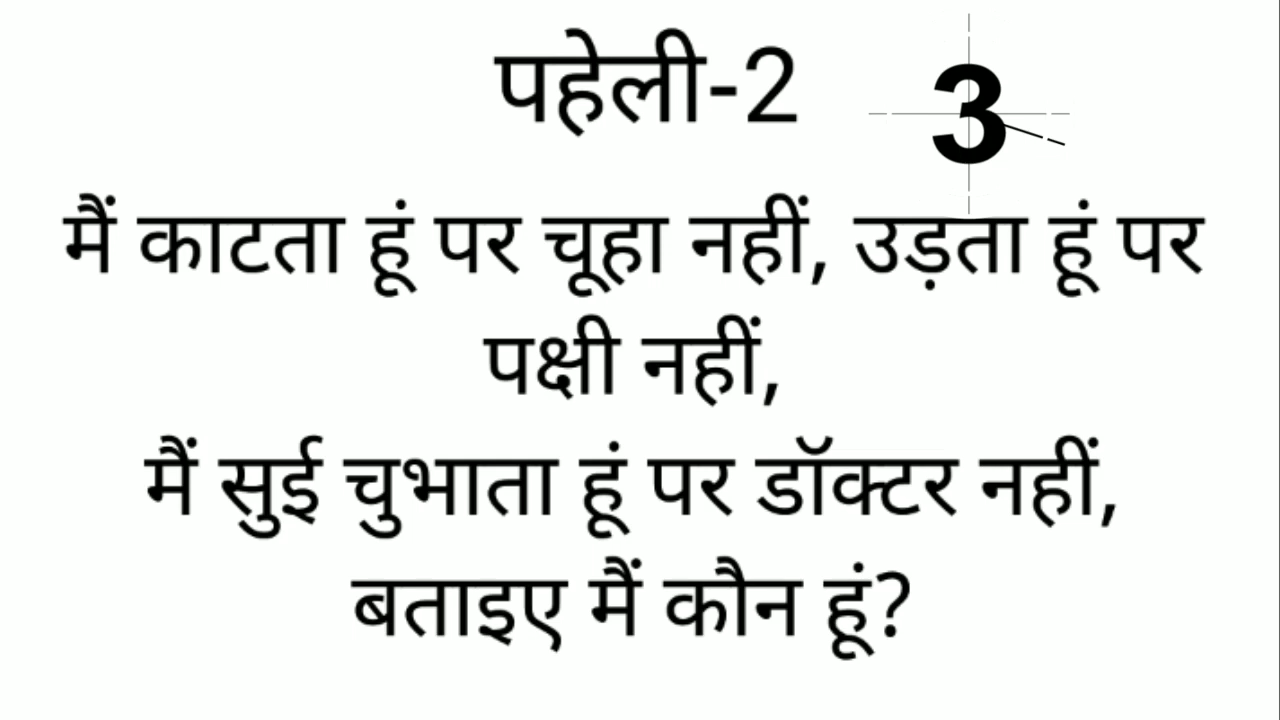 पहेली-2 3
मैं काटता हूं पर चूहा नहीं, उड़ता हूं पर
पक्षी नहीं,
मैं सुई चुभाता हूं पर डॉक्टर नहीं,
बताइए मैं कौन हूं?